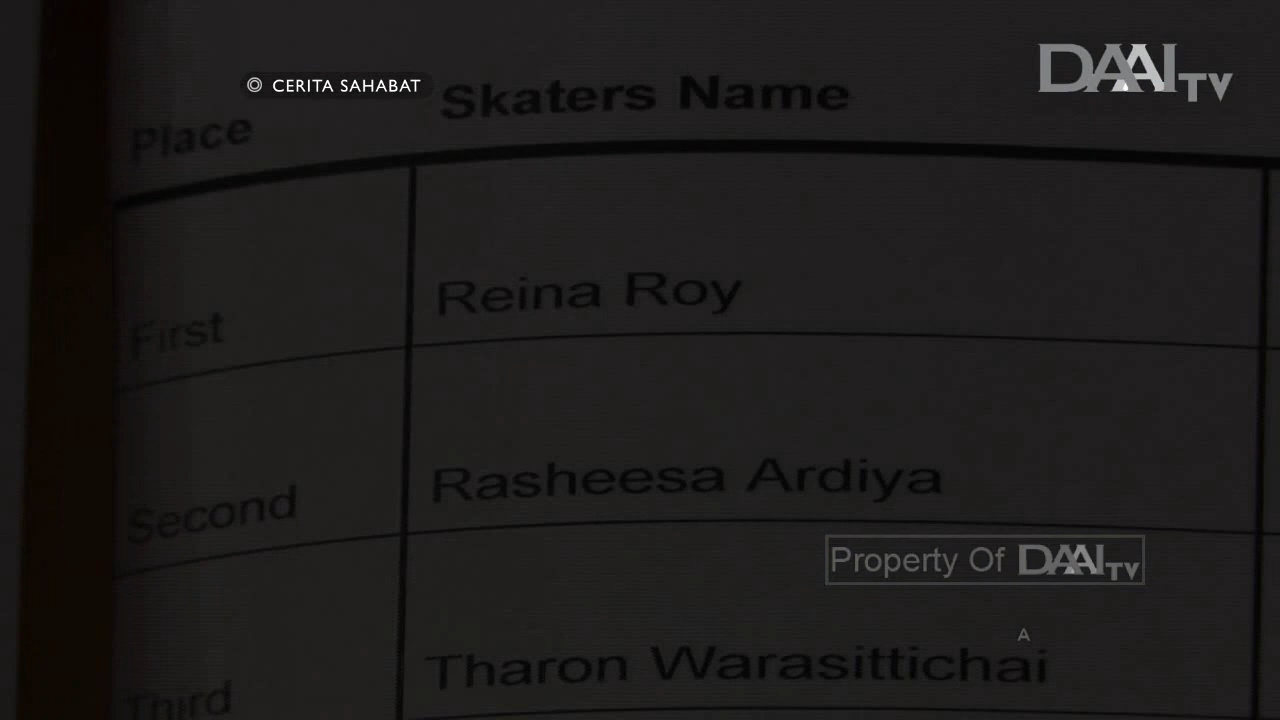 CERITA SAHABAT
DAAI TV
Place Skaters Name
First Reina Roy
Second Rasheesa Ardiya
Property Of DAAI TV
A
Third Tharon Warasittichai